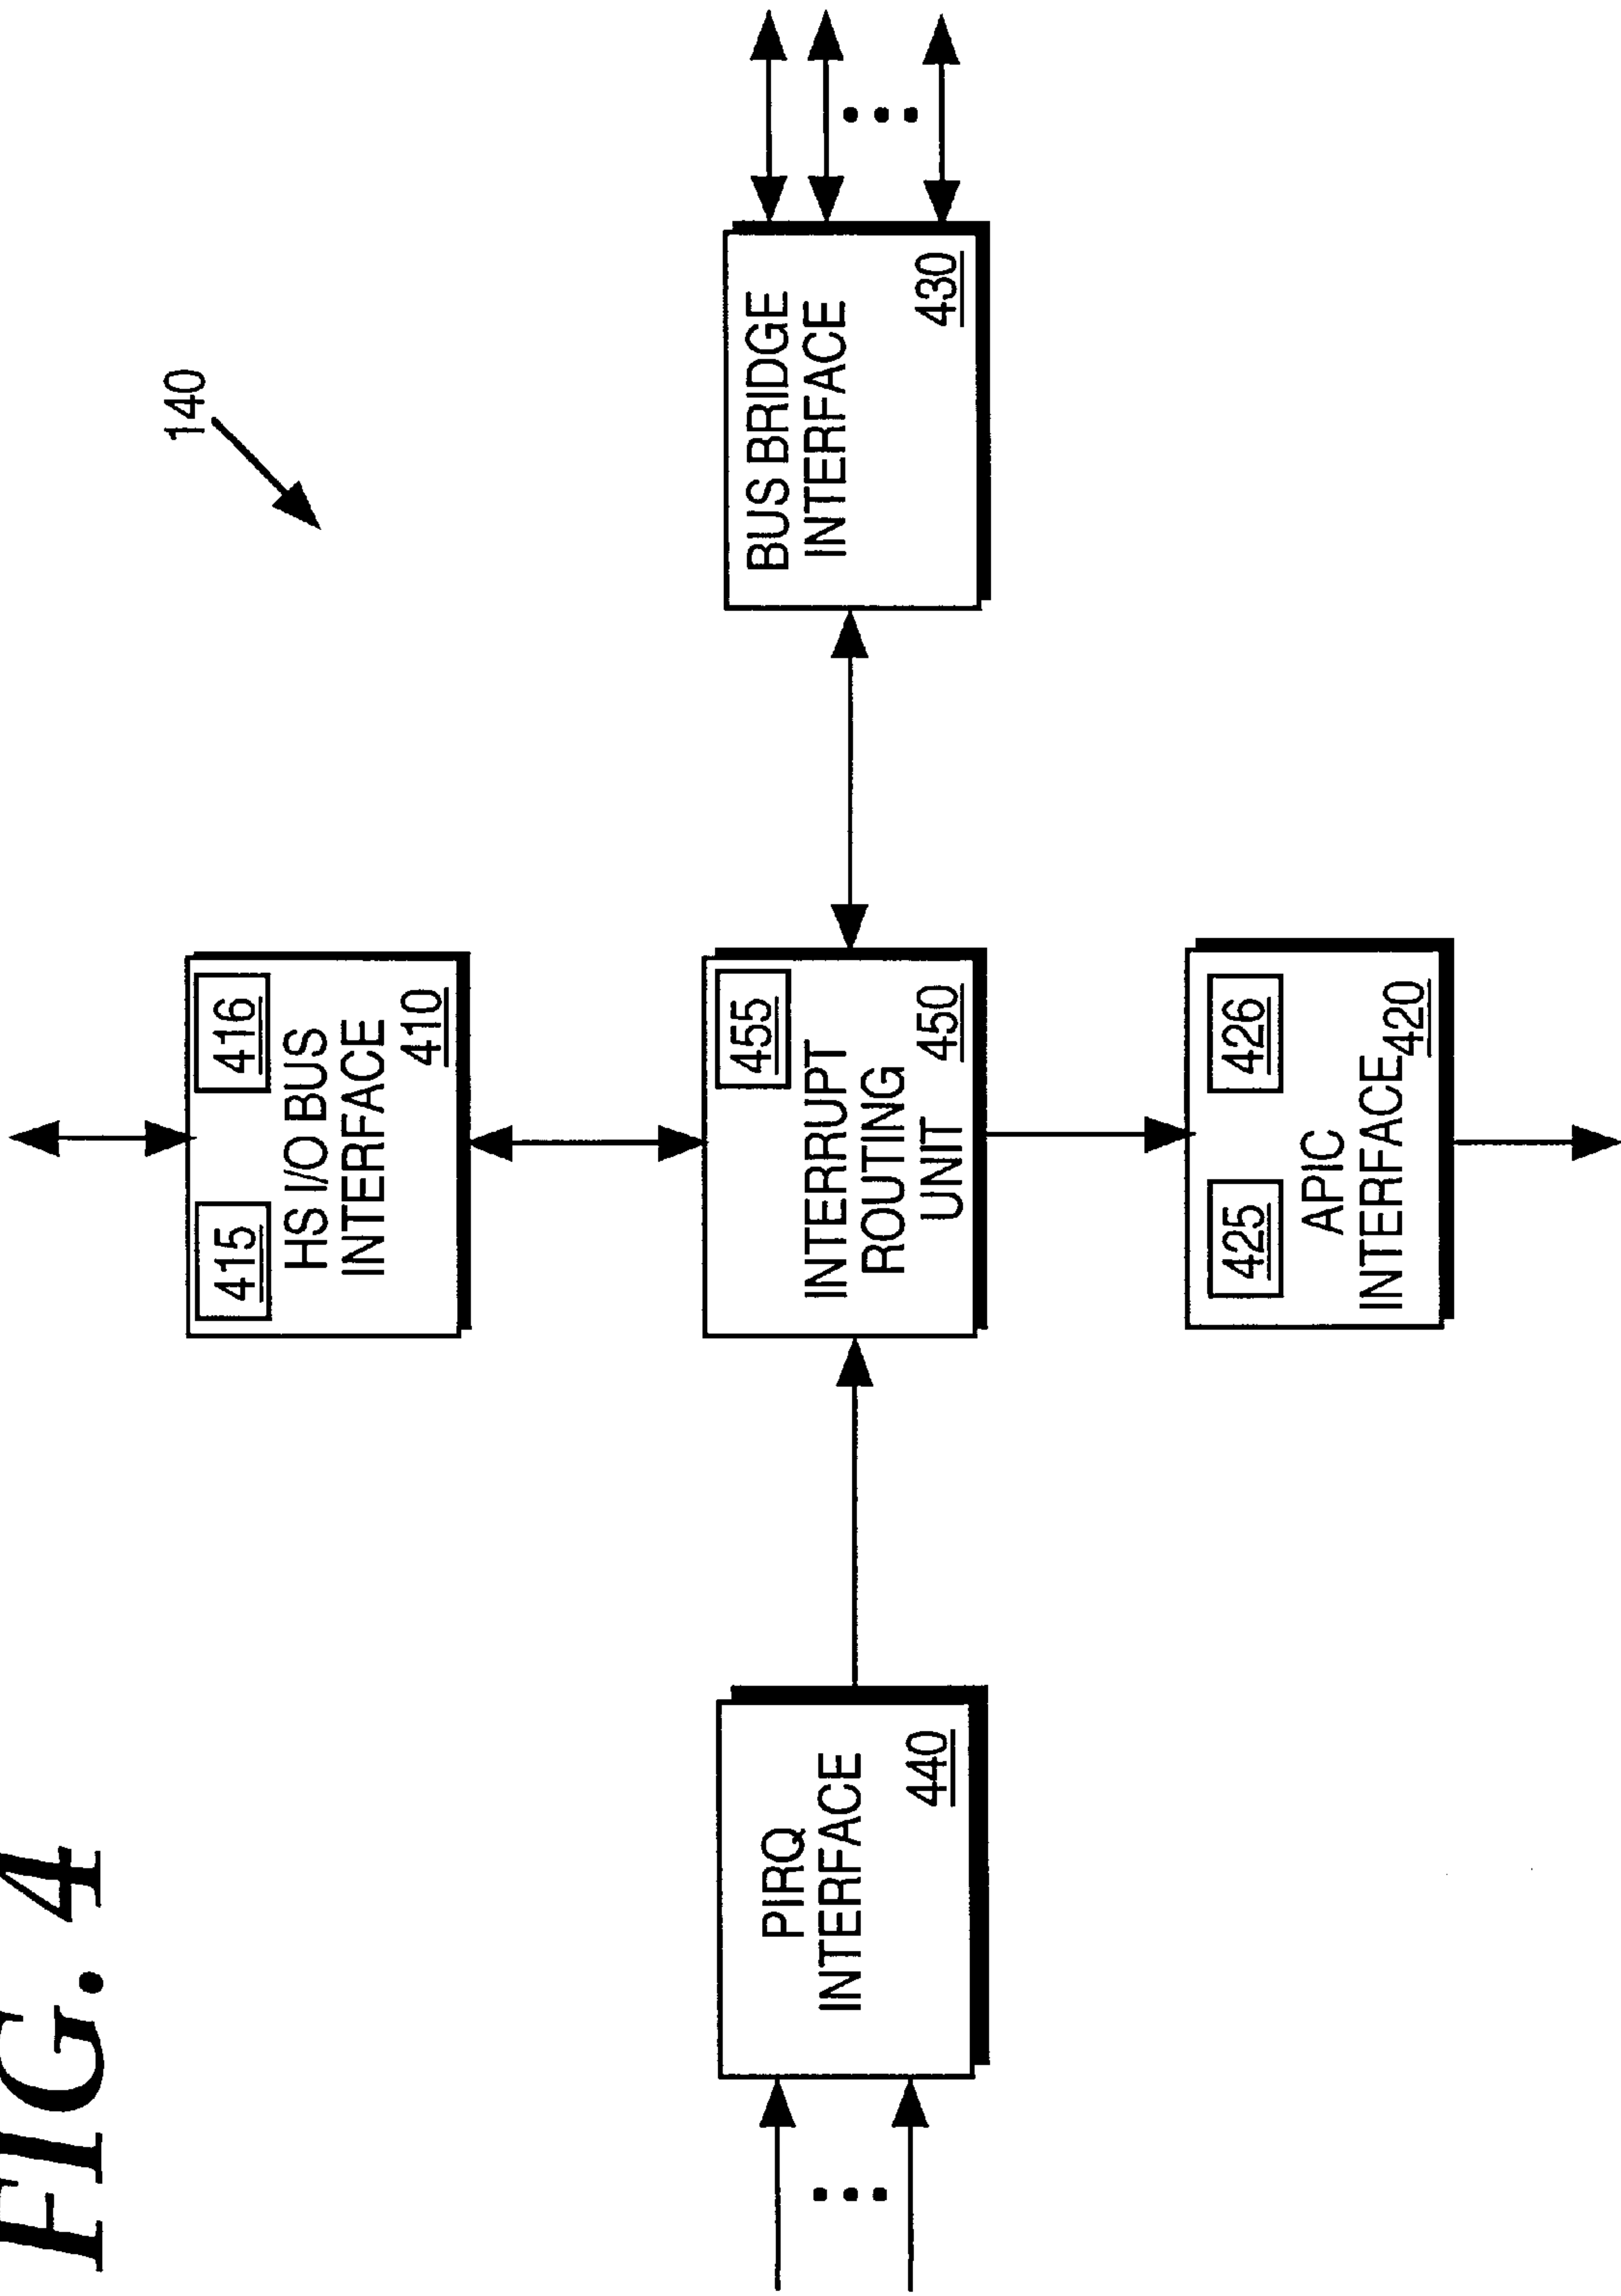 FIG. 4
140
415
416
HS I/O BUS
INTERFACE
410
PIRQ
INTERFACE
440
455
INTERRUPT
ROUTING
UNIT
450
BUS BRIDGE
INTERFACE
430
425
426
APIC
INTERFACE
420